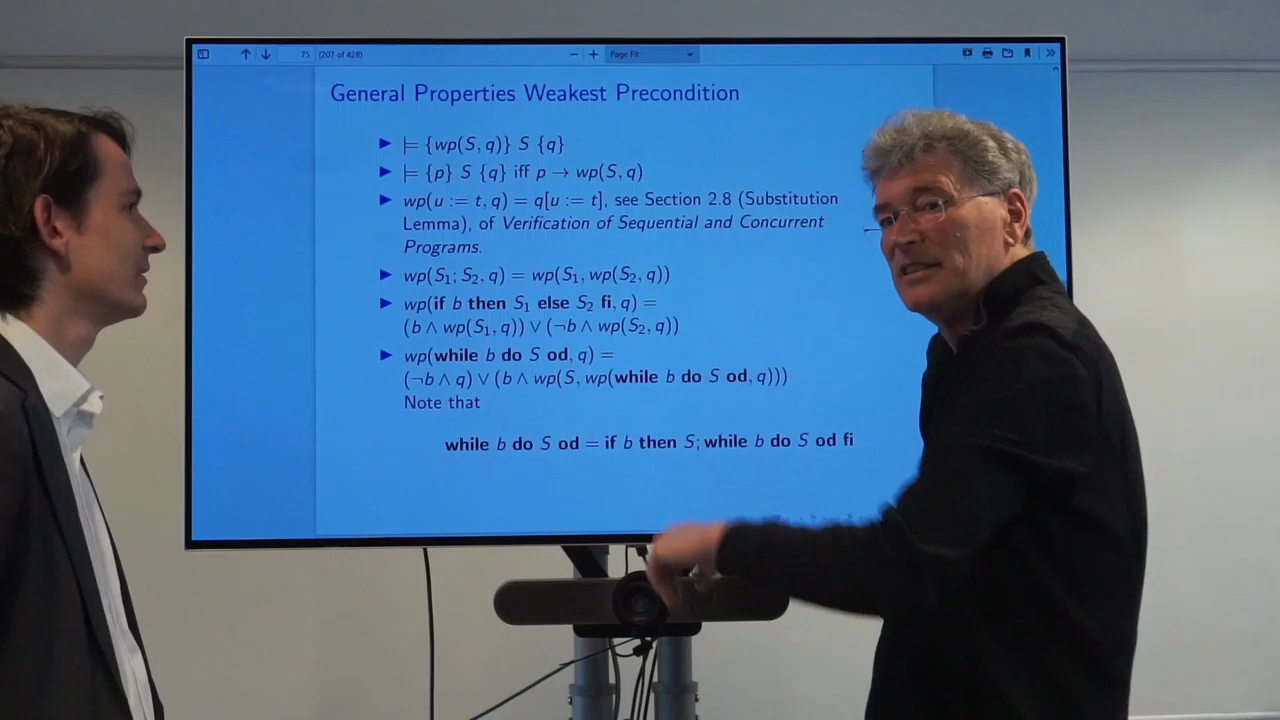 75 (207 of 428)
Page Fit
General Properties Weakest Precondition
► ⊨ {wp(S, q)} S {q}
► ⊨ {p} S {q} iff p → wp(S, q)
► wp(u := t, q) = q[u := t], see Section 2.8 (Substitution
Lemma), of Verification of Sequential and Concurrent
Programs.
► wp(S₁; S₂, q) = wp(S₁, wp(S₂, q))
► wp(if b then S₁ else S₂ fi, q) =
(b ∧ wp(S₁, q)) ∨ (¬b ∧ wp(S₂, q))
► wp(while b do S od, q) =
(¬b ∧ q) ∨ (b ∧ wp(S, wp(while b do S od, q)))
Note that
while b do S od = if b then S; while b do S od fi